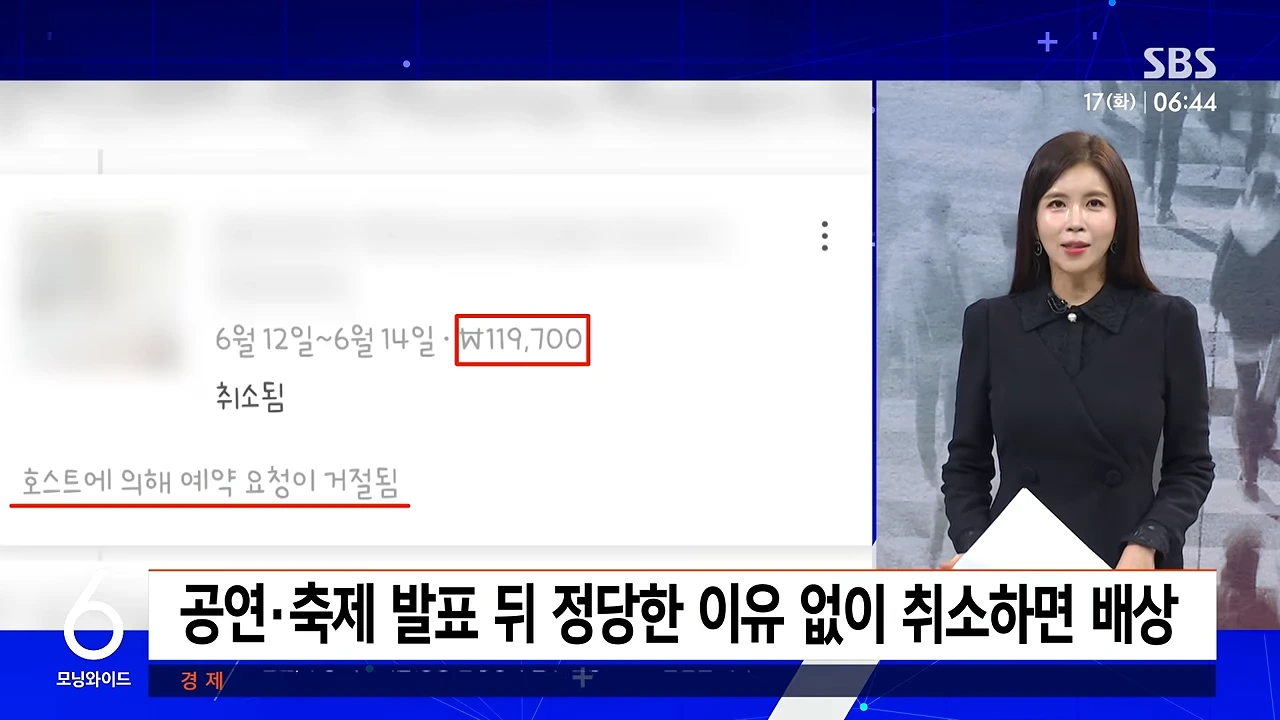 SBS
17(화) 06:44
6월 12일~6월 14일 · ₩119,700
취소됨
호스트에 의해 예약 요청이 거절됨
공연·축제 발표 뒤 정당한 이유 없이 취소하면 배상
6
모닝와이드
경제